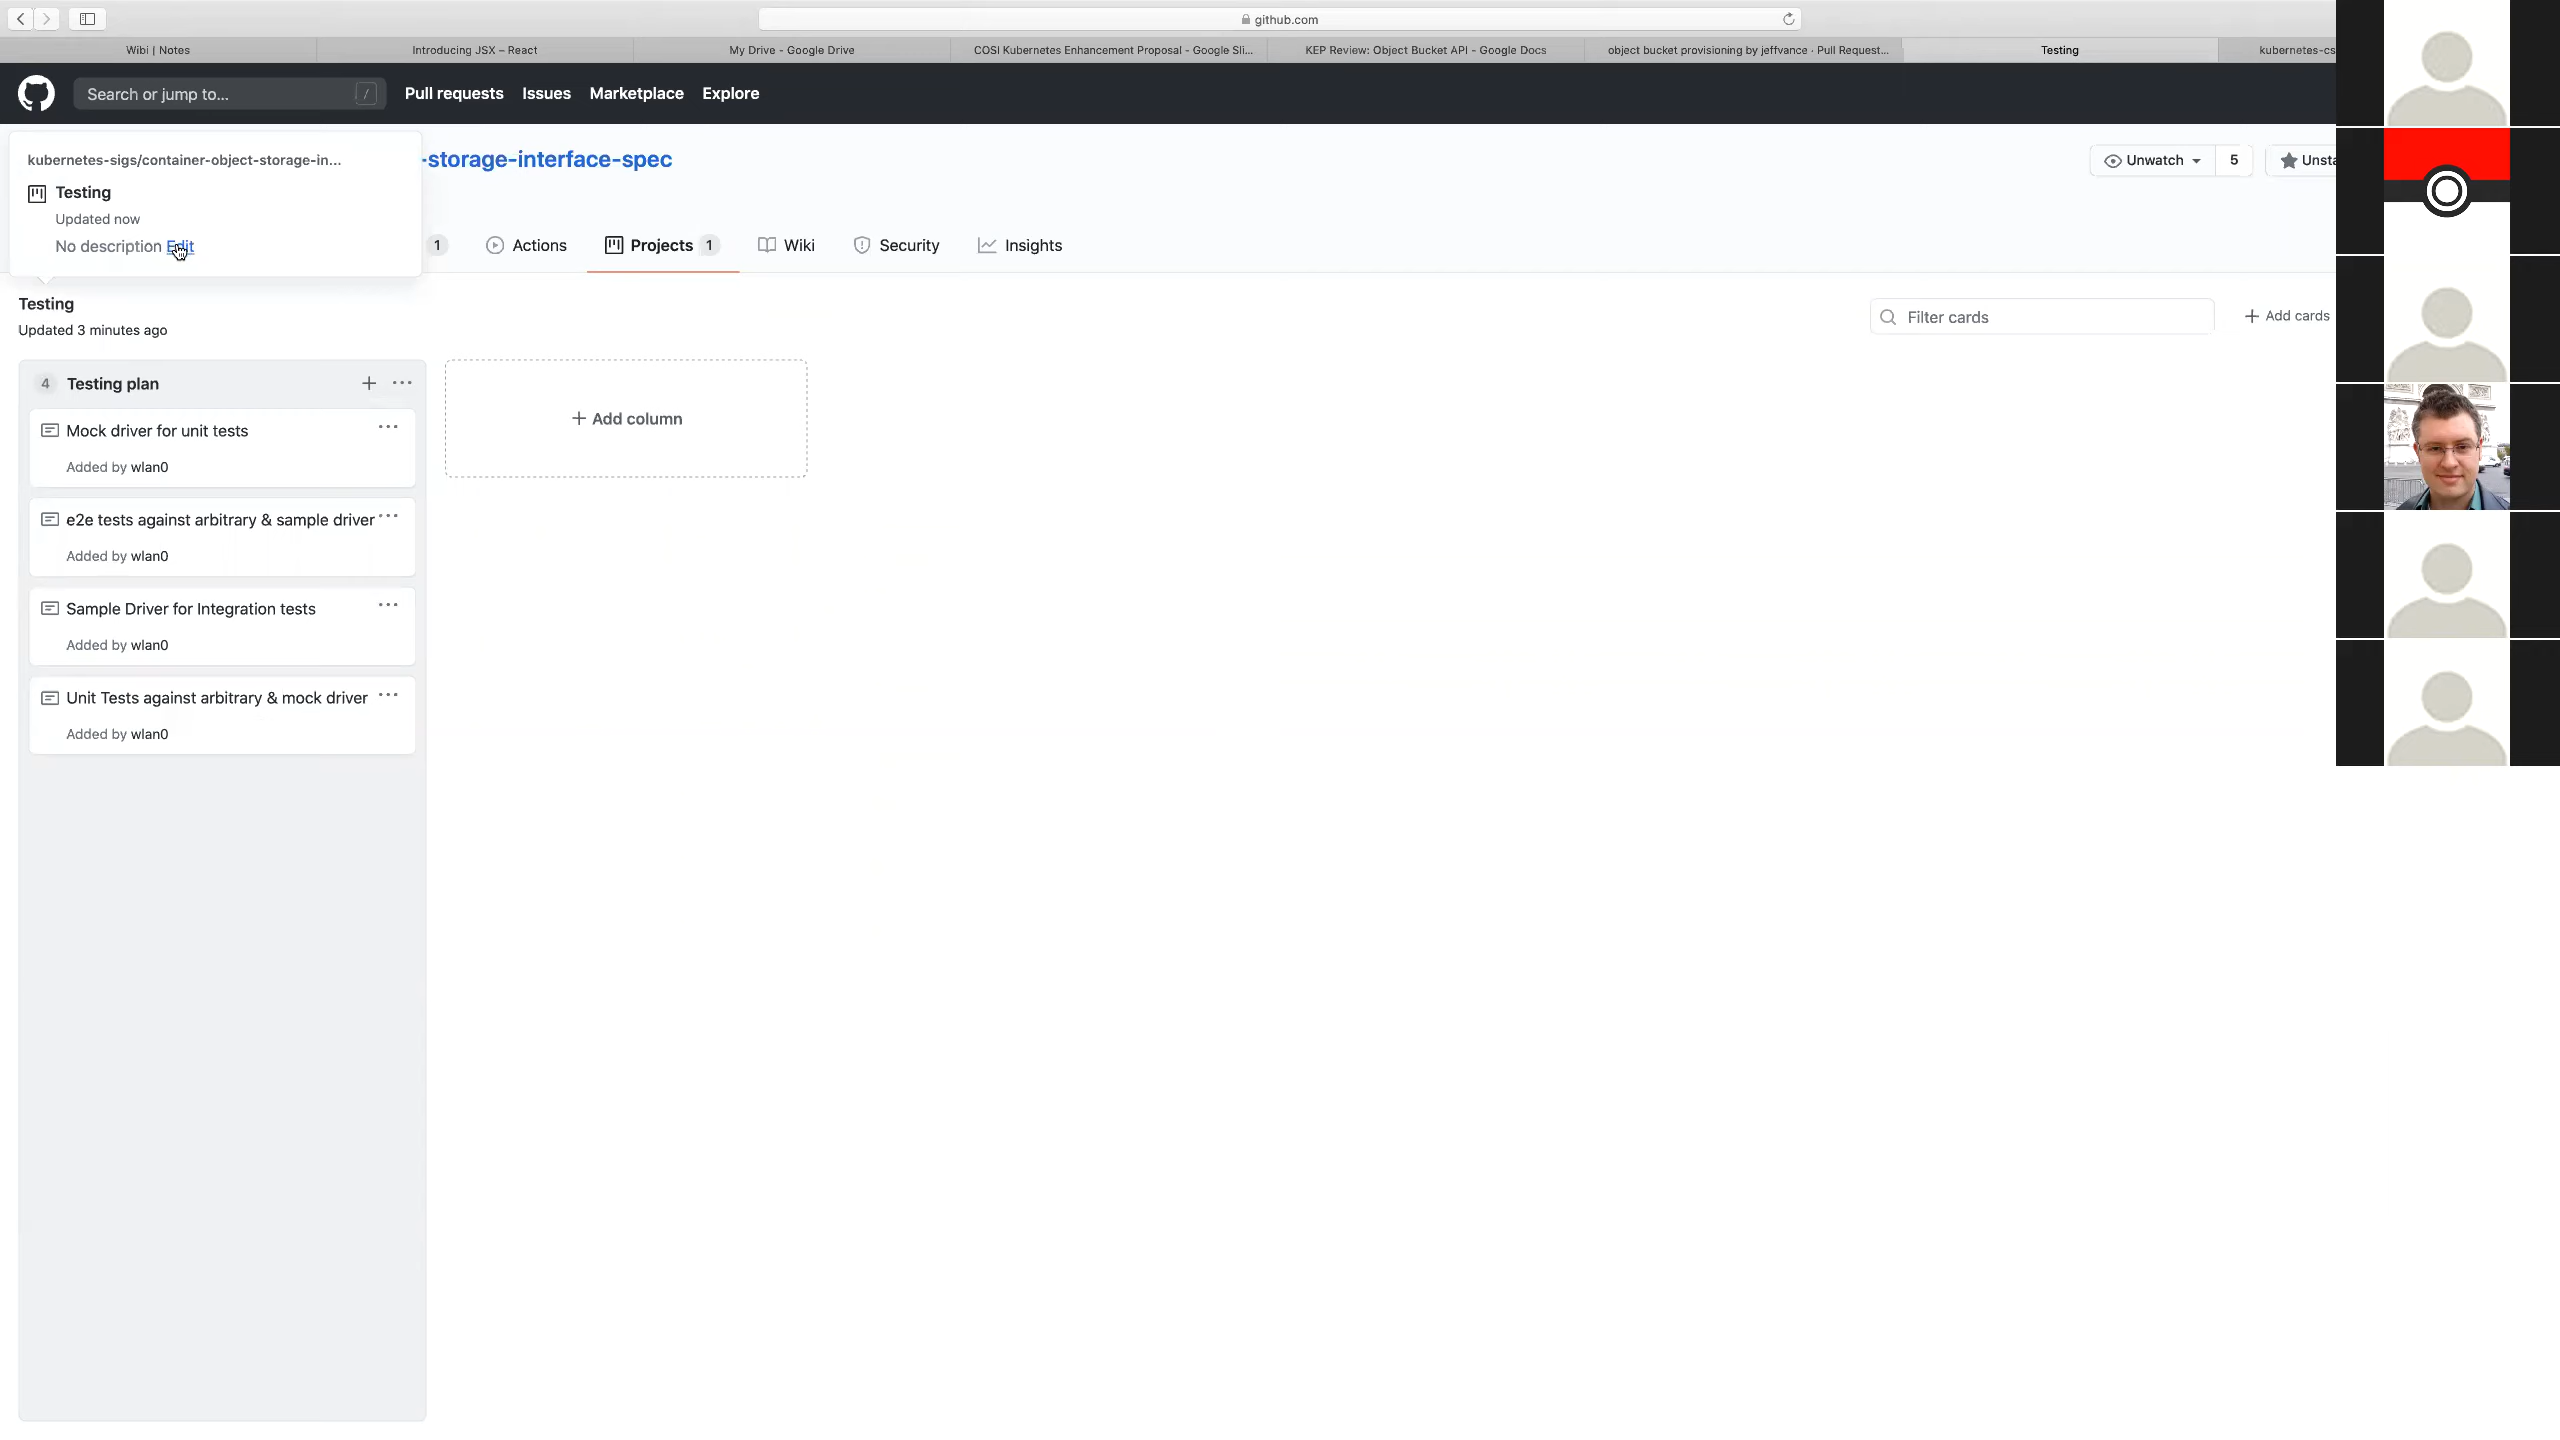 github.com
Wibi | Notes
Introducing JSX – React
My Drive - Google Drive
COSI Kubernetes Enhancement Proposal - Google Sli...
KEP Review: Object Bucket API - Google Docs
object bucket provisioning by jeffvance · Pull Request...
Testing
kubernetes-cs
Search or jump to...
/
Pull requests
Issues
Marketplace
Explore
kubernetes-sigs/container-object-storage-in...
Testing
Updated now
No description Edit
-storage-interface-spec
Unwatch
5
Unsta
1
Actions
Projects 1
Wiki
Security
Insights
Testing
Updated 3 minutes ago
Filter cards
+ Add cards
4 Testing plan
+ ...
Mock driver for unit tests
...
Added by wlan0
e2e tests against arbitrary & sample driver
...
Added by wlan0
Sample Driver for Integration tests
...
Added by wlan0
Unit Tests against arbitrary & mock driver
...
Added by wlan0
+ Add column